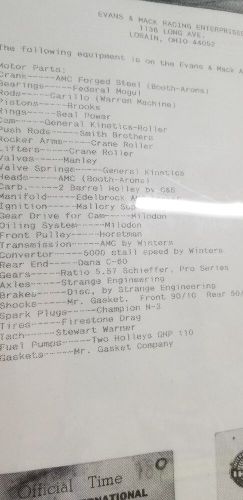 EVANS & MACK RACING ENTERPRISES
1136 LONG AVE.
LORAIN, OHIO 44052
The following equipment is on the Evans & Mack
Motor Parts:
Crank----AMC Forged Steel (Booth-Arons)
Bearings-----Federal Mogul
Rods-----Carillo (Warren Machine)
Pistons-----Brooks
Rings-----Seal Power
Cam-----General Kinetics-Roller
Push Rods-----Smith Brothers
Rocker Arms-----Crane Roller
Lifters-----Crane Roller
Valves-----Manley
Valve Springs-----General Kinetics
Heads-----AMC (Booth-Arons)
Carb.----2 Barrel Holley by C&S
Manifold-----Edelbrock
Ignition-----Mallory
Gear Drive for Cam----Milodon
Oiling System-----Milodon
Front Pulley-----Horstman
Transmission-----AMC by Winters
Convertor-----5000 stall speed by Winters
Rear End-----Dana C-60
Gears-----Ratio 5.57 Schieffer, Pro Series
Axles-----Strange Engineering
Brakes-----Disc, by Strange Engineering
Shocks-----Mr. Gasket, Front 90/10 Rear
Spark Plugs-----Champion N-3
Tires-----Firestone Drag
Tach-----Stewart Warner
Fuel Pumps-----Two Holleys GHP 110
Gaskets----Mr. Gasket Company
Official Time